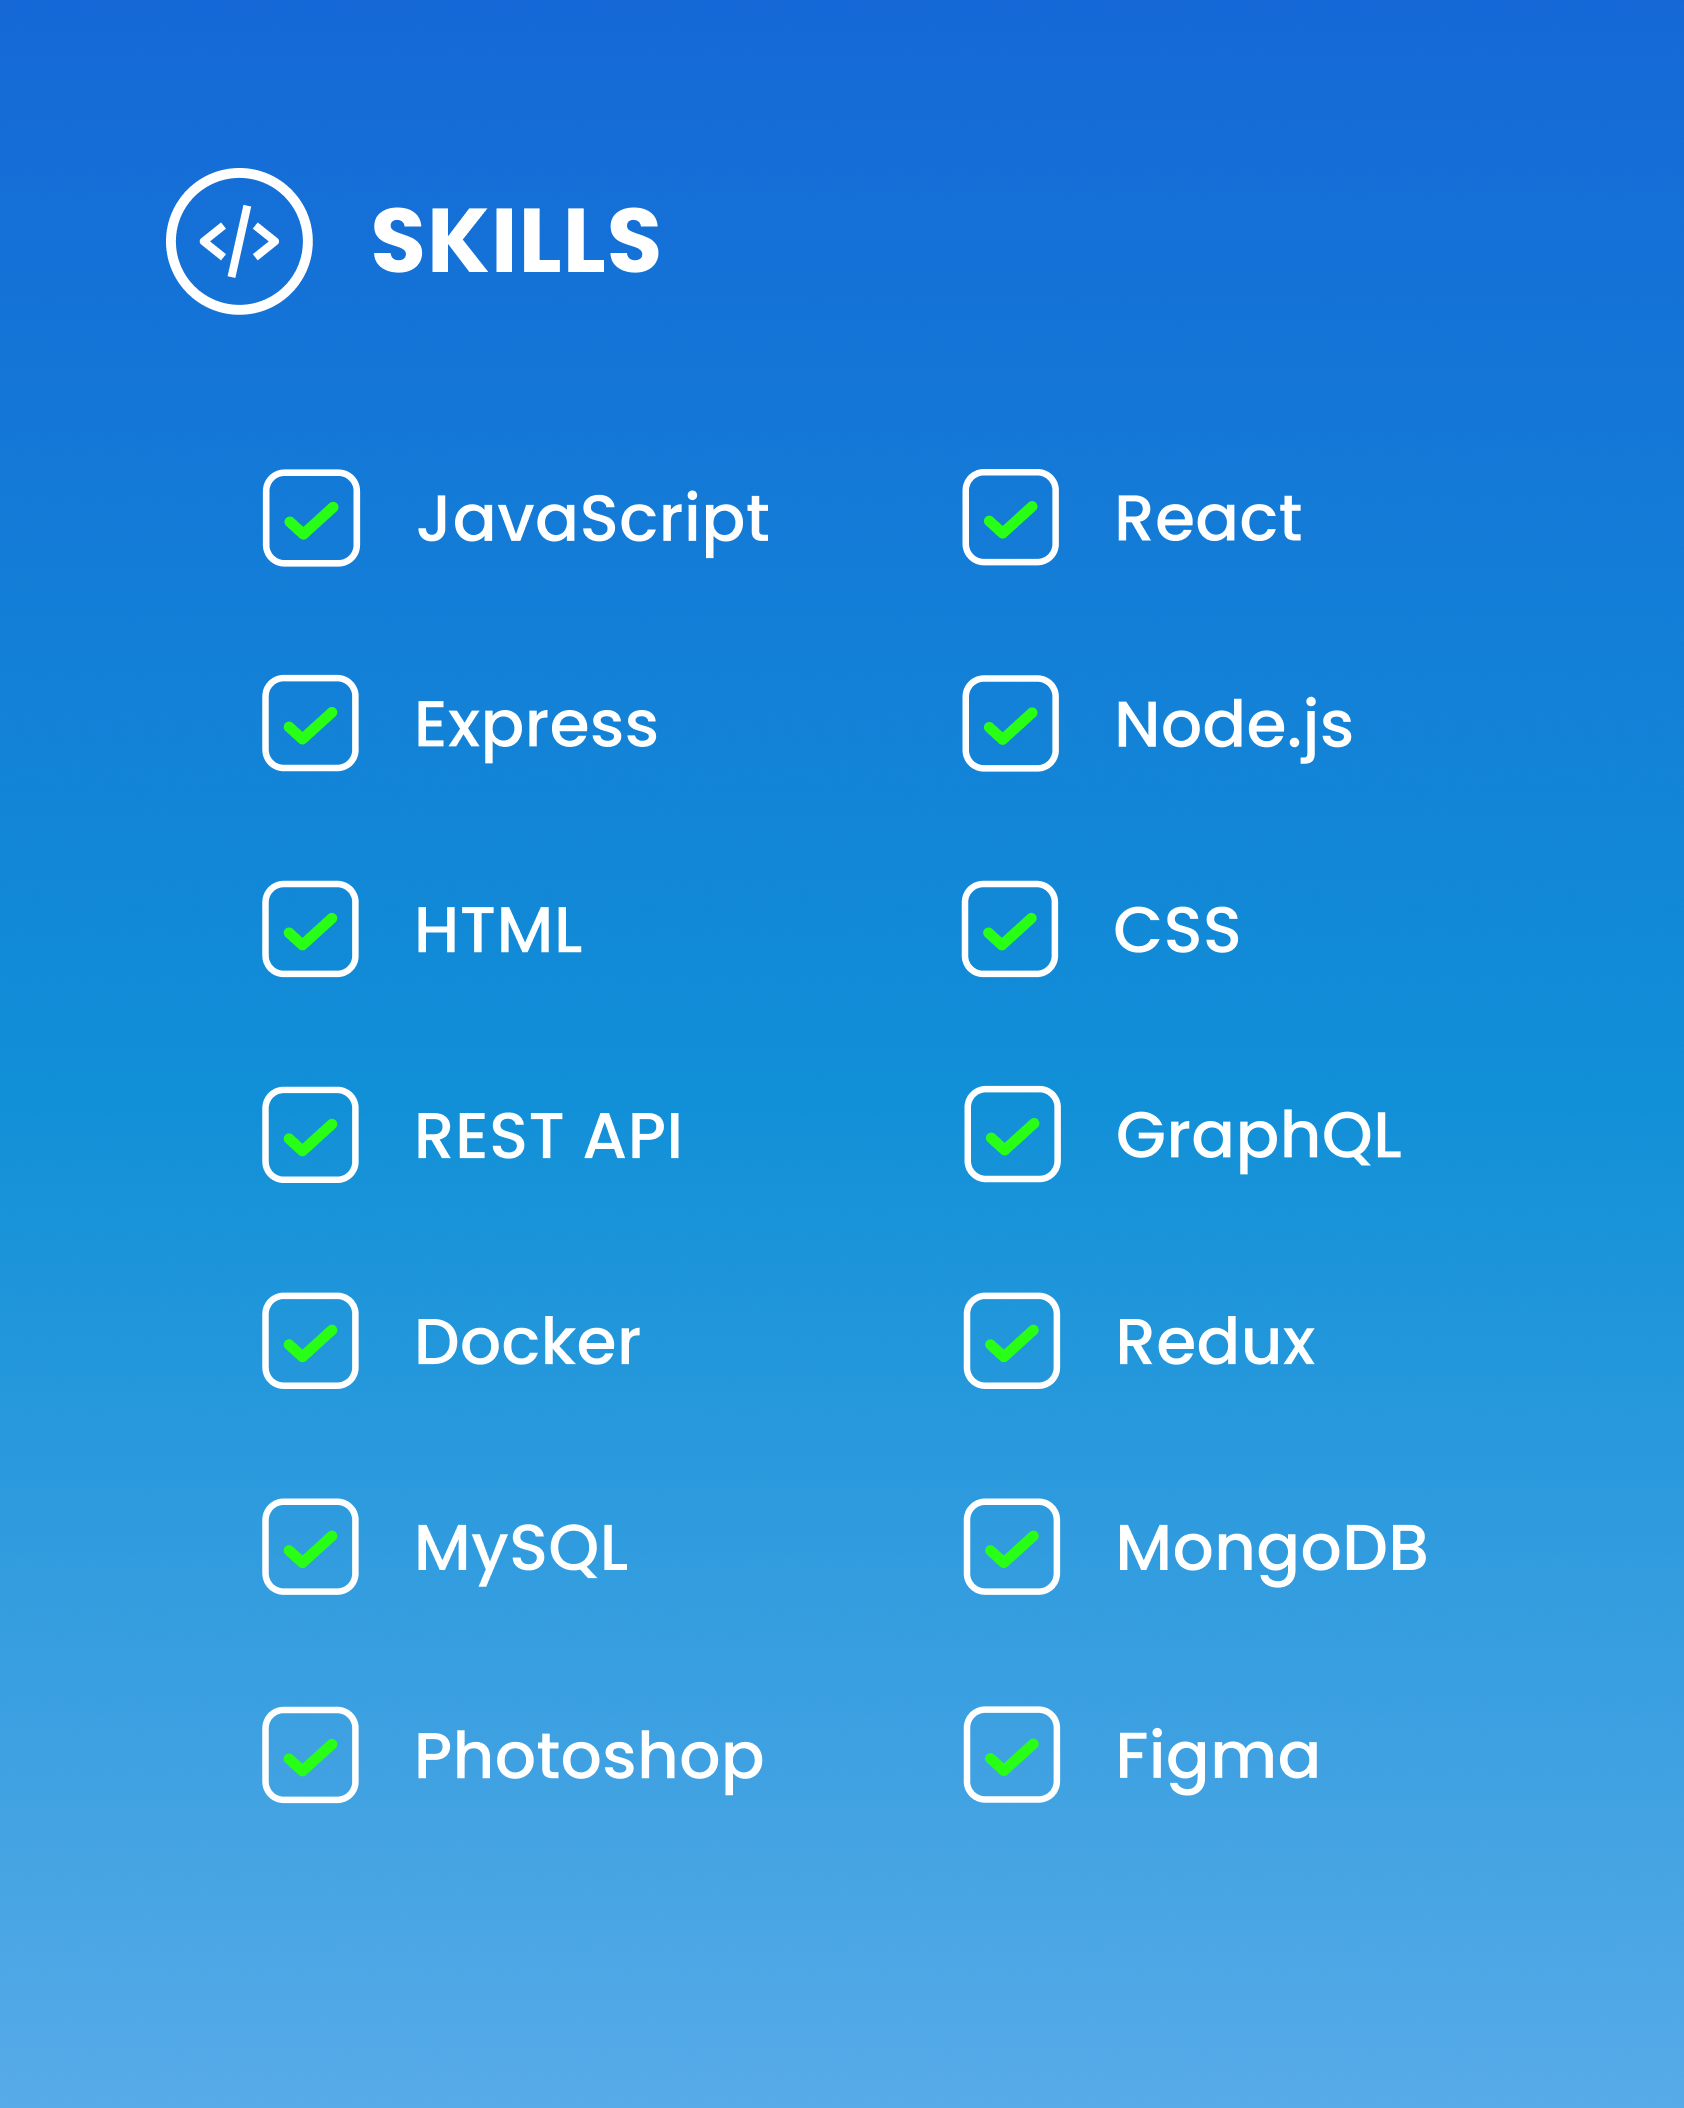 </>
SKILLS
JavaScript
React
Express
Node.js
HTML
CSS
REST API
GraphQL
Docker
Redux
MySQL
MongoDB
Photoshop
Figma